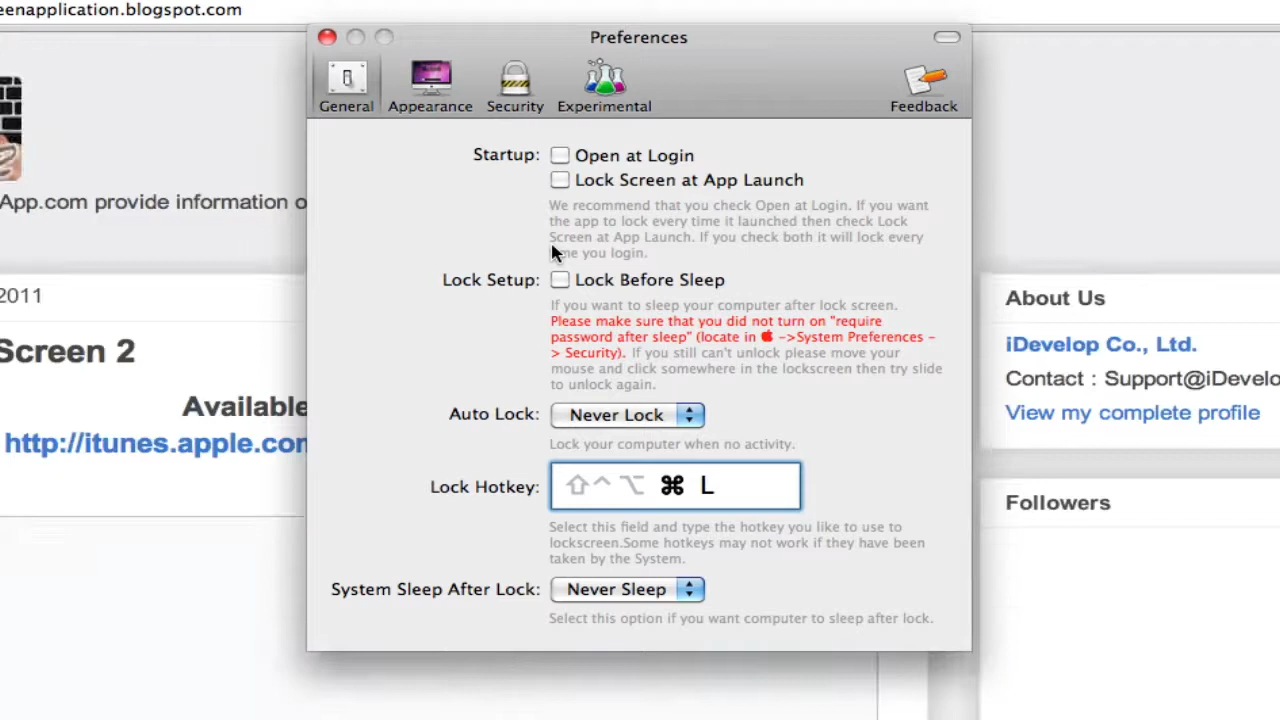 eenapplication.blogspot.com
Preferences
General
Appearance
Security
Experimental
Feedback
Startup:
Open at Login
Lock Screen at App Launch
We recommend that you check Open at Login. If you want
the app to lock every time it launched then check Lock
Screen at App Launch. If you check both it will lock every
me you login.
Lock Setup:
Lock Before Sleep
If you want to sleep your computer after lock screen.
Please make sure that you did not turn on "require
password after sleep" (locate in  ->System Preferences -
> Security). If you still can't unlock please move your
mouse and click somewhere in the lockscreen then try slide
to unlock again.
Auto Lock:
Never Lock
Lock your computer when no activity.
Lock Hotkey:
⇧^⌥ ⌘ L
Select this field and type the hotkey you like to use to
lockscreen.Some hotkeys may not work if they have been
taken by the System.
System Sleep After Lock:
Never Sleep
Select this option if you want computer to sleep after lock.
App.com provide information o
2011
Screen 2
Available
http://itunes.apple.con
About Us
iDevelop Co., Ltd.
Contact : Support@iDevelo
View my complete profile
Followers